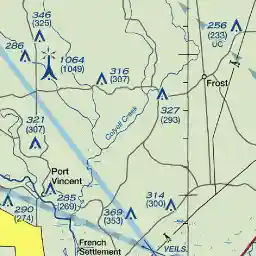 346
(325)
256
(233)
UC
286
1064
(1049)
316
(307)
Frost
327
(293)
Colyell Creek
321
(307)
Port
Vincent
285
(269)
314
(300)
290
(274)
369
(353)
French
Settlement
VEILS.